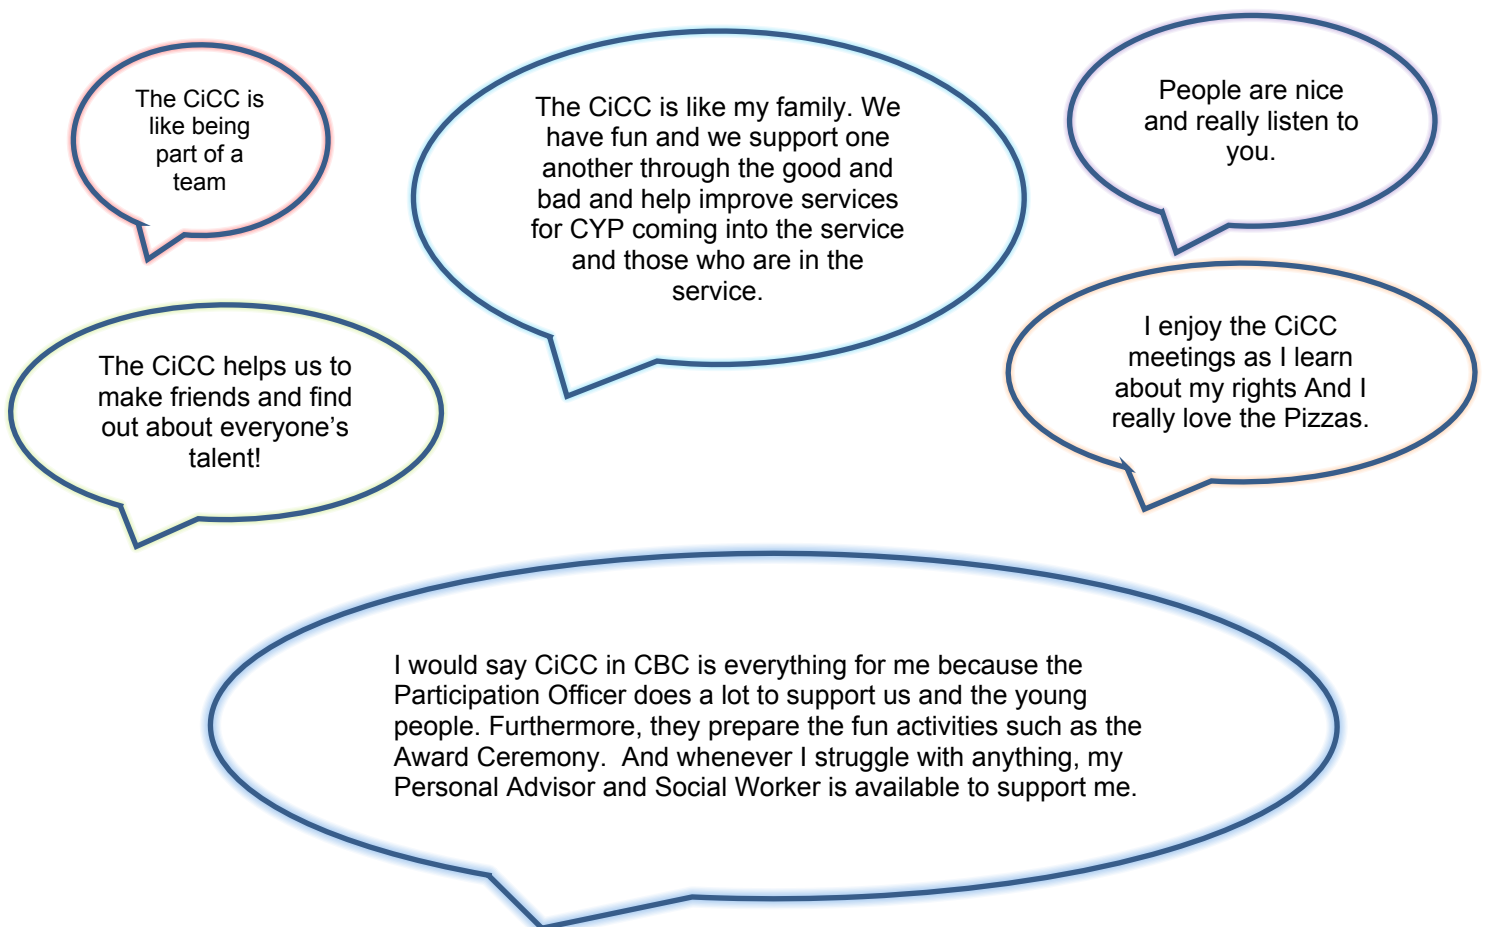 The CiCC is
like being
part of a
team
The CiCC is like my family. We
have fun and we support one
another through the good and
bad and help improve services
for CYP coming into the service
and those who are in the
service.
People are nice
and really listen to
you.
The CiCC helps us to
make friends and find
out about everyone’s
talent!
I enjoy the CiCC
meetings as I learn
about my rights And I
really love the Pizzas.
I would say CiCC in CBC is everything for me because the
Participation Officer does a lot to support us and the young
people. Furthermore, they prepare the fun activities such as the
Award Ceremony.  And whenever I struggle with anything, my
Personal Advisor and Social Worker is available to support me.